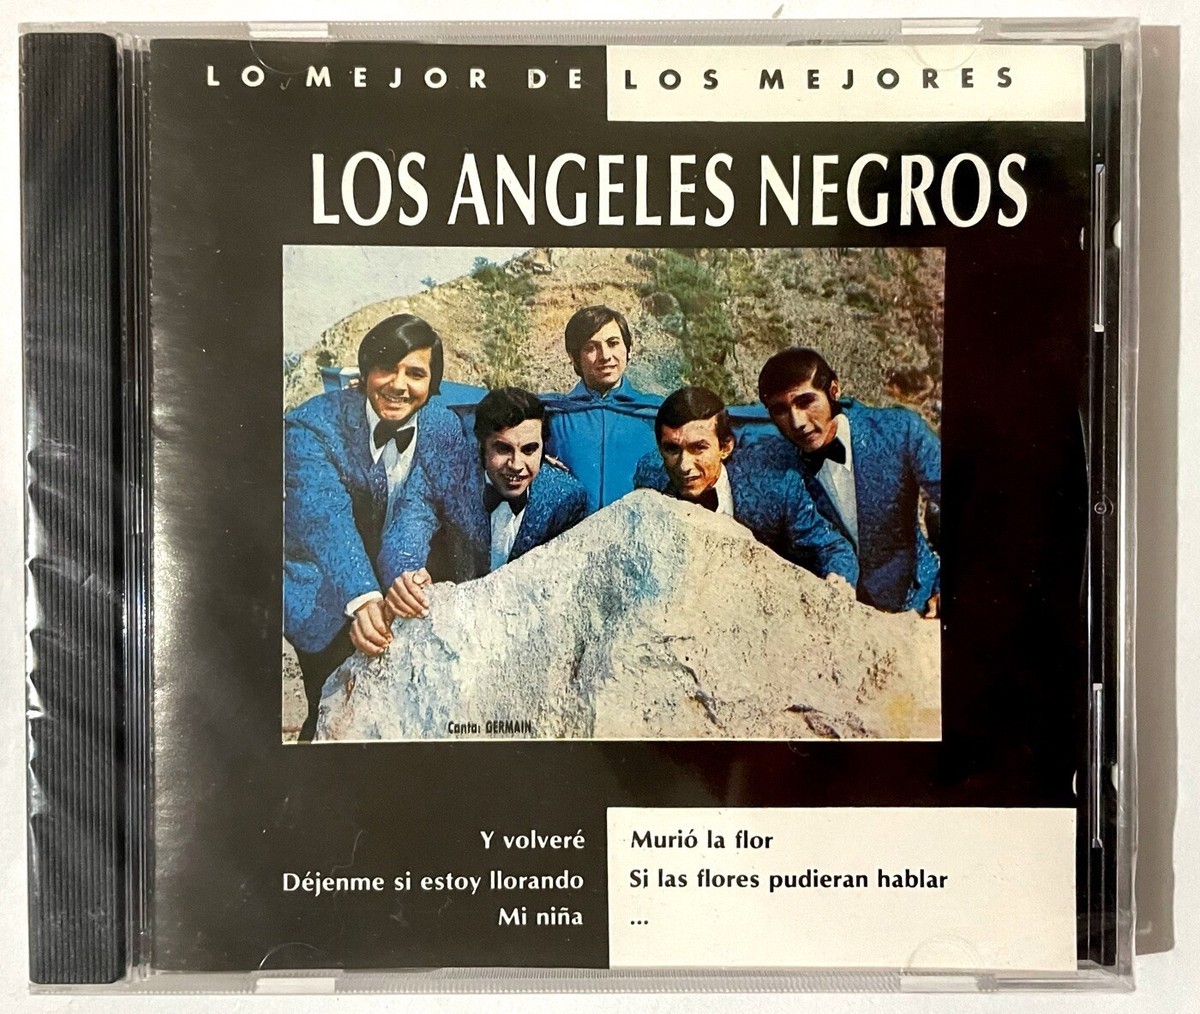 LO MEJOR DE LOS MEJORES
LOS ANGELES NEGROS
Canta: GERMAIN
Y volveré
Déjenme si estoy llorando
Mi niña
Murió la flor
Si las flores pudieran hablar
...